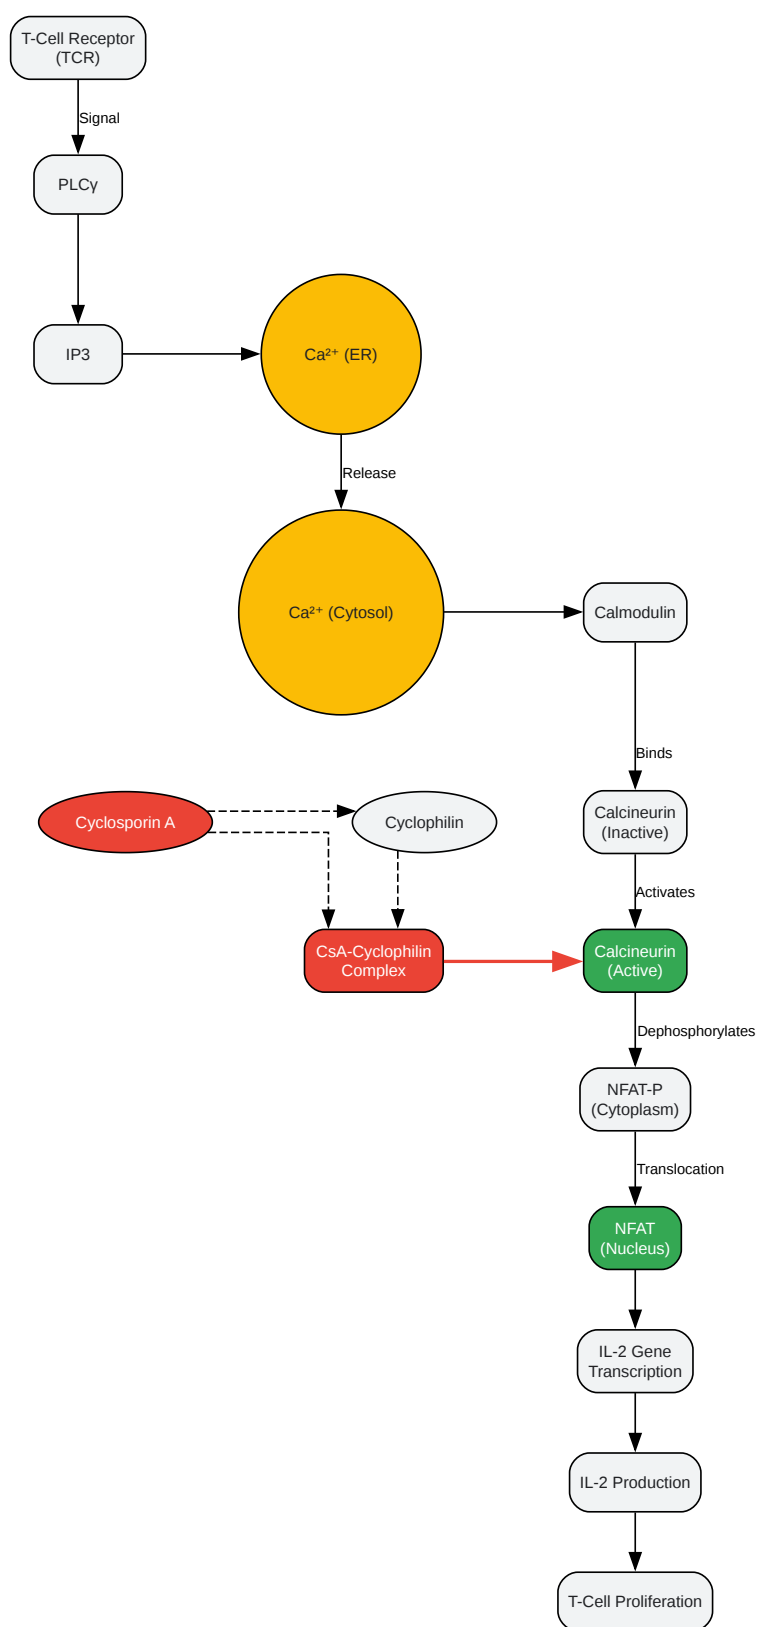 T-Cell Receptor
(TCR)
Signal
PLCγ
IP3
Ca²⁺ (ER)
Release
Ca²⁺ (Cytosol)
Calmodulin
Binds
Cyclosporin A
Cyclophilin
Calcineurin
(Inactive)
Activates
CsA-Cyclophilin
Complex
Calcineurin
(Active)
Dephosphorylates
NFAT-P
(Cytoplasm)
Translocation
NFAT
(Nucleus)
IL-2 Gene
Transcription
IL-2 Production
T-Cell Proliferation